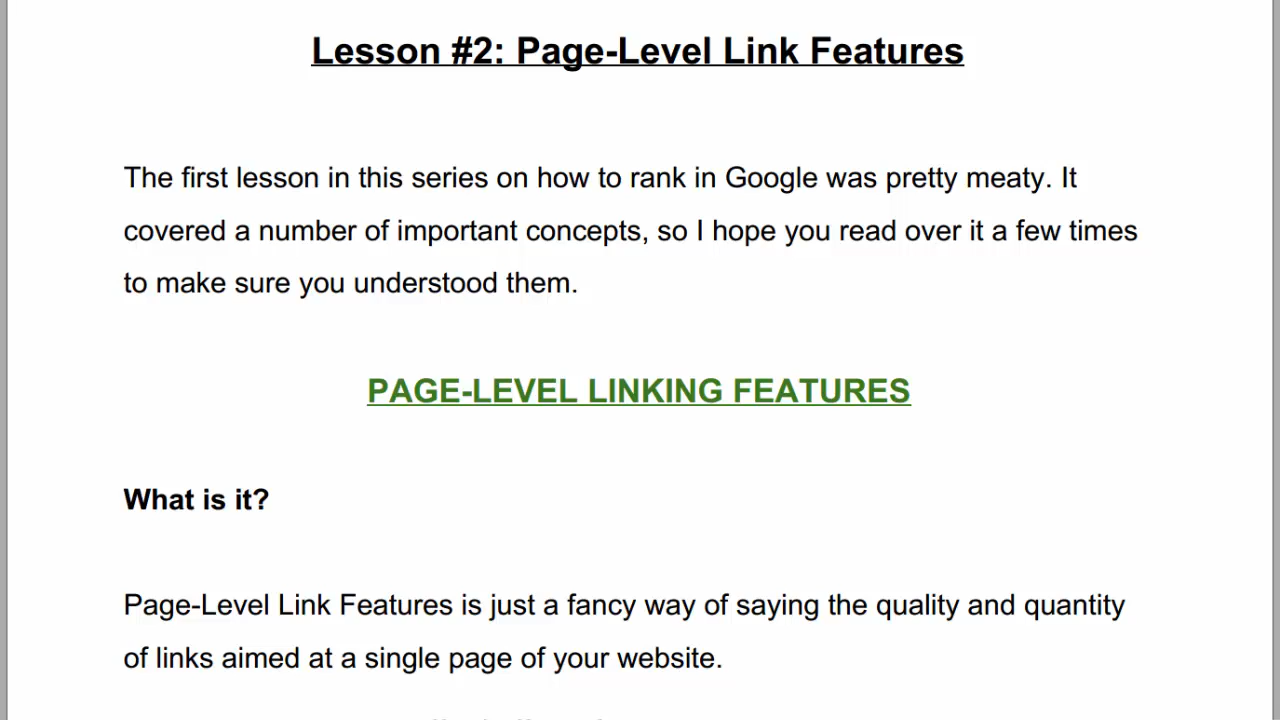 Lesson #2: Page-Level Link Features
The first lesson in this series on how to rank in Google was pretty meaty. It
covered a number of important concepts, so I hope you read over it a few times
to make sure you understood them.
PAGE-LEVEL LINKING FEATURES
What is it?
Page-Level Link Features is just a fancy way of saying the quality and quantity
of links aimed at a single page of your website.